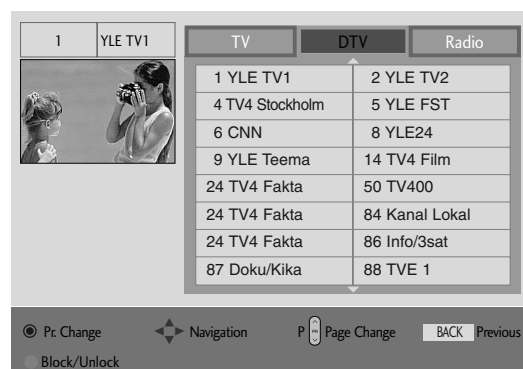 1 YLE TV1
TV DTV Radio
1 YLE TV1 2 YLE TV2
4 TV4 Stockholm 5 YLE FST
6 CNN 8 YLE24
9 YLE Teema 14 TV4 Film
24 TV4 Fakta 50 TV400
24 TV4 Fakta 84 Kanal Lokal
24 TV4 Fakta 86 Info/3sat
87 Doku/Kika 88 TVE 1
Pr. Change Navigation P PR Page Change BACK Previous
Block/Unlock